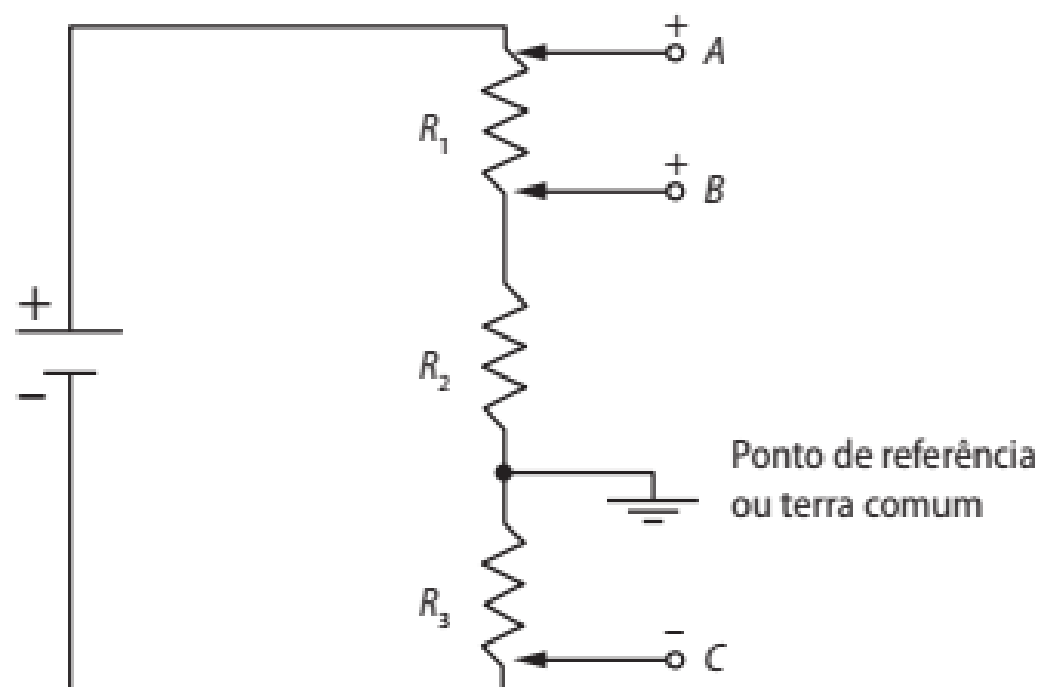 +
A
R1
+
B
+
−
R2
Ponto de referência
ou terra comum
R3
−
C